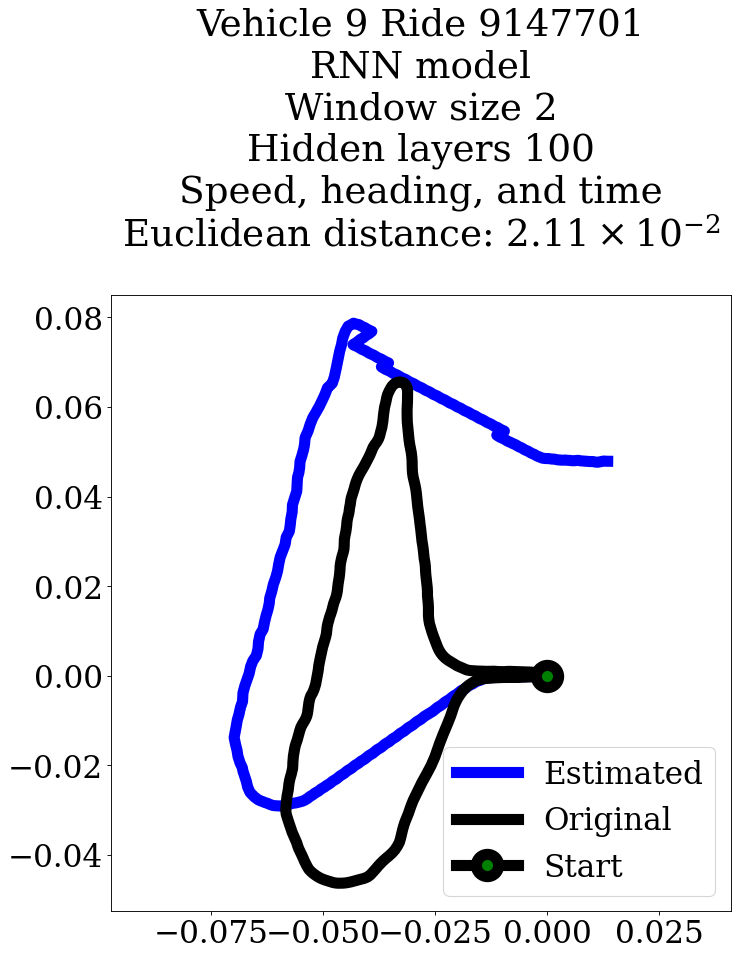 Vehicle 9 Ride 9147701
RNN model
Window size 2
Hidden layers 100
Speed, heading, and time
Euclidean distance: 2.11 × 10⁻²
0.08
0.06
0.04
0.02
0.00
−0.02
−0.04
Estimated
Original
Start
−0.075 −0.050 −0.025 0.000 0.025